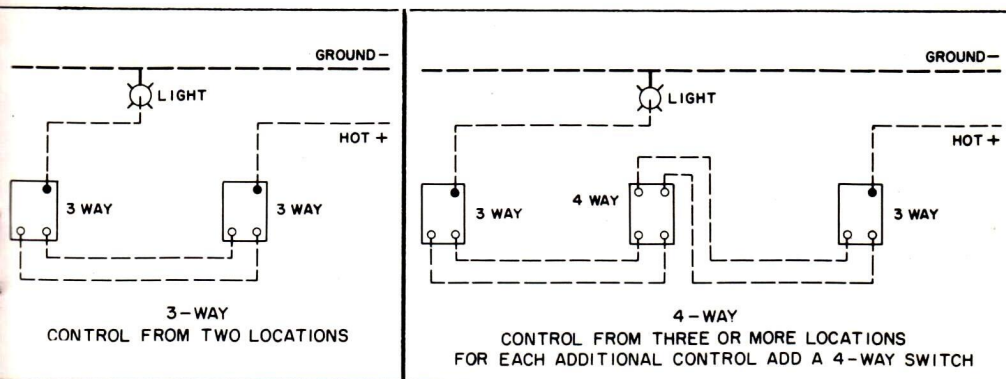 GROUND−
LIGHT
HOT +
3 WAY
3 WAY
3-WAY
CONTROL FROM TWO LOCATIONS
GROUND−
LIGHT
HOT +
3 WAY
4 WAY
3 WAY
4-WAY
CONTROL FROM THREE OR MORE LOCATIONS
FOR EACH ADDITIONAL CONTROL ADD A 4-WAY SWITCH